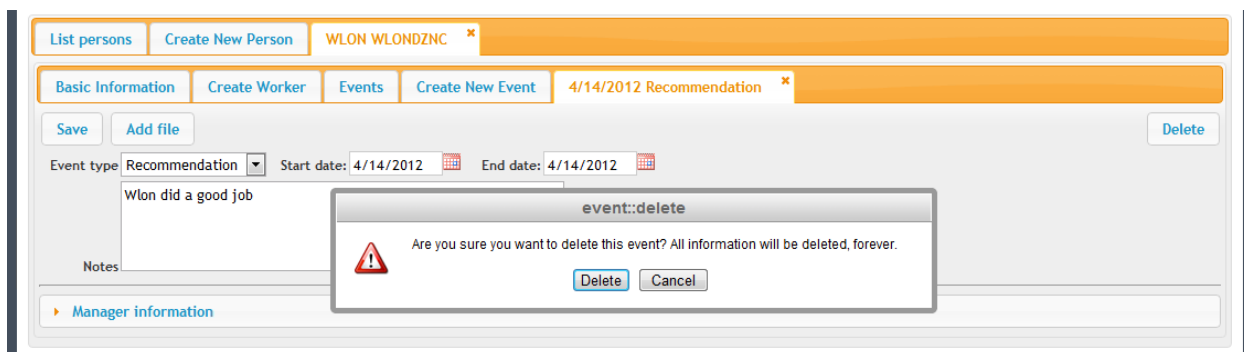 List persons Create New Person WLON WLONDZNC
Basic Information Create Worker Events Create New Event 4/14/2012 Recommendation
Save Add file Delete
Event type Recommendation Start date: 4/14/2012 End date: 4/14/2012
Wlon did a good job
Notes
event::delete
Are you sure you want to delete this event? All information will be deleted, forever.
Delete Cancel
Manager information